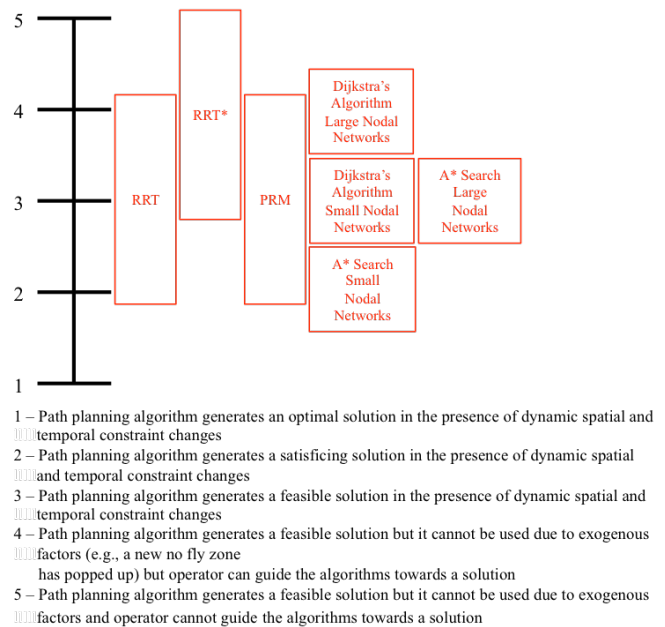 5
4
3
2
1
RRT
RRT*
PRM
Dijkstra's
Algorithm
Large Nodal
Networks
Dijkstra's
Algorithm
Small Nodal
Networks
A* Search
Large
Nodal
Networks
A* Search
Small
Nodal
Networks
1 – Path planning algorithm generates an optimal solution in the presence of dynamic spatial and
temporal constraint changes
2 – Path planning algorithm generates a satisficing solution in the presence of dynamic spatial
and temporal constraint changes
3 – Path planning algorithm generates a feasible solution in the presence of dynamic spatial and
temporal constraint changes
4 – Path planning algorithm generates a feasible solution but it cannot be used due to exogenous
factors (e.g., a new no fly zone
has popped up) but operator can guide the algorithms towards a solution
5 – Path planning algorithm generates a feasible solution but it cannot be used due to exogenous
factors and operator cannot guide the algorithms towards a solution